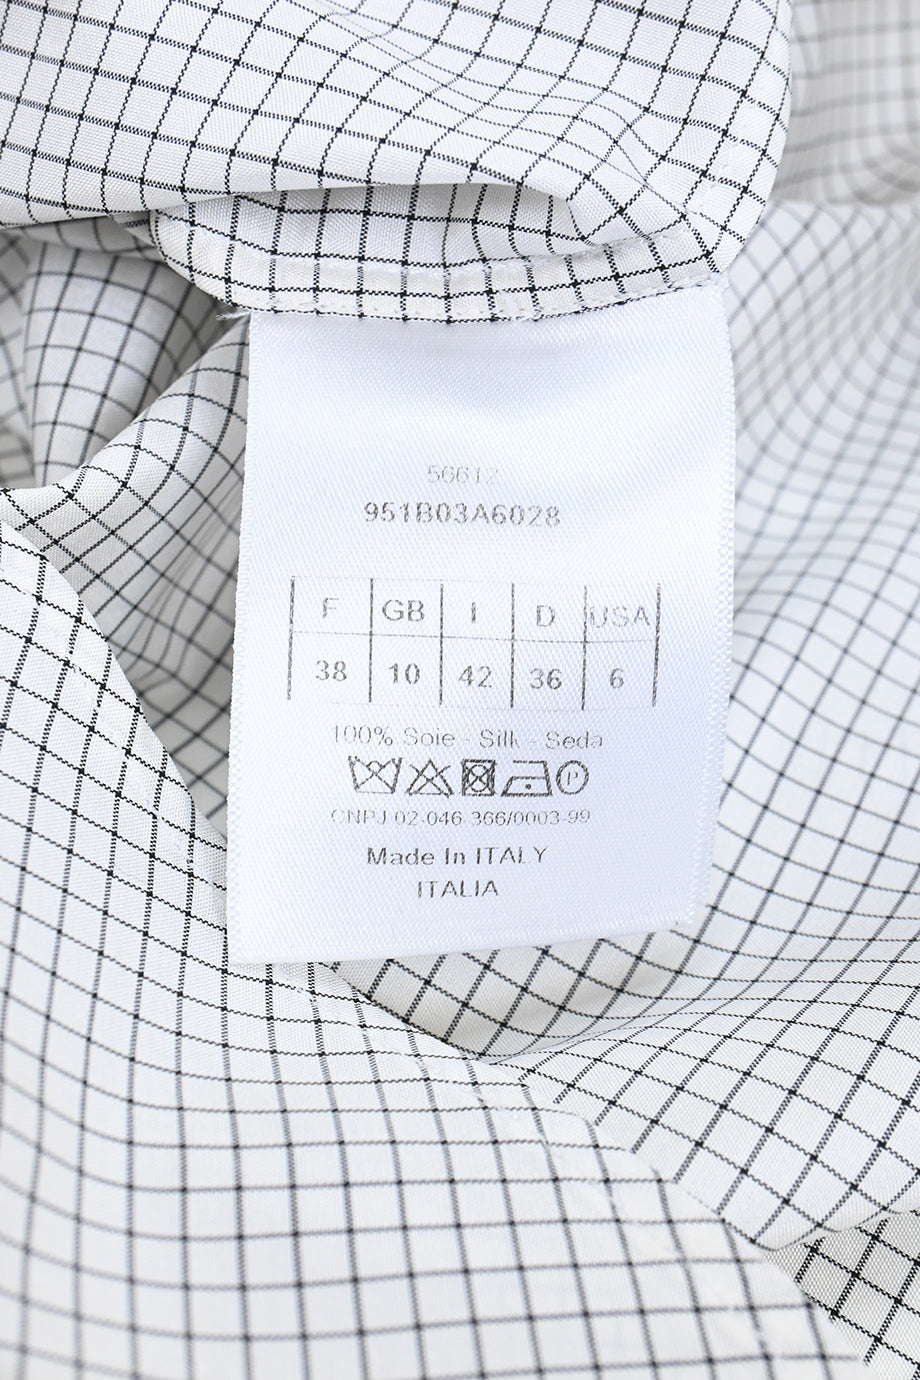 56612
951B03A6028
F GB I D USA
38 10 42 36 6
100% Soie - Silk - Seda
P
CNPJ 02-046-366/0003-99
Made In ITALY
ITALIA